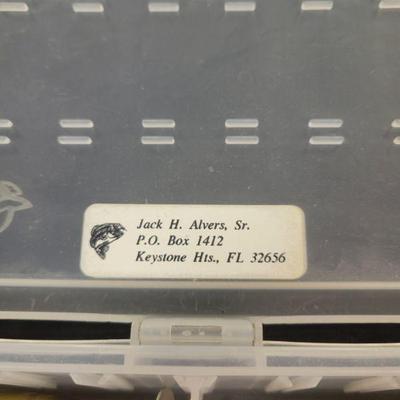 Jack H. Alvers, Sr.
P.O. Box 1412
Keystone Hts., FL 32656